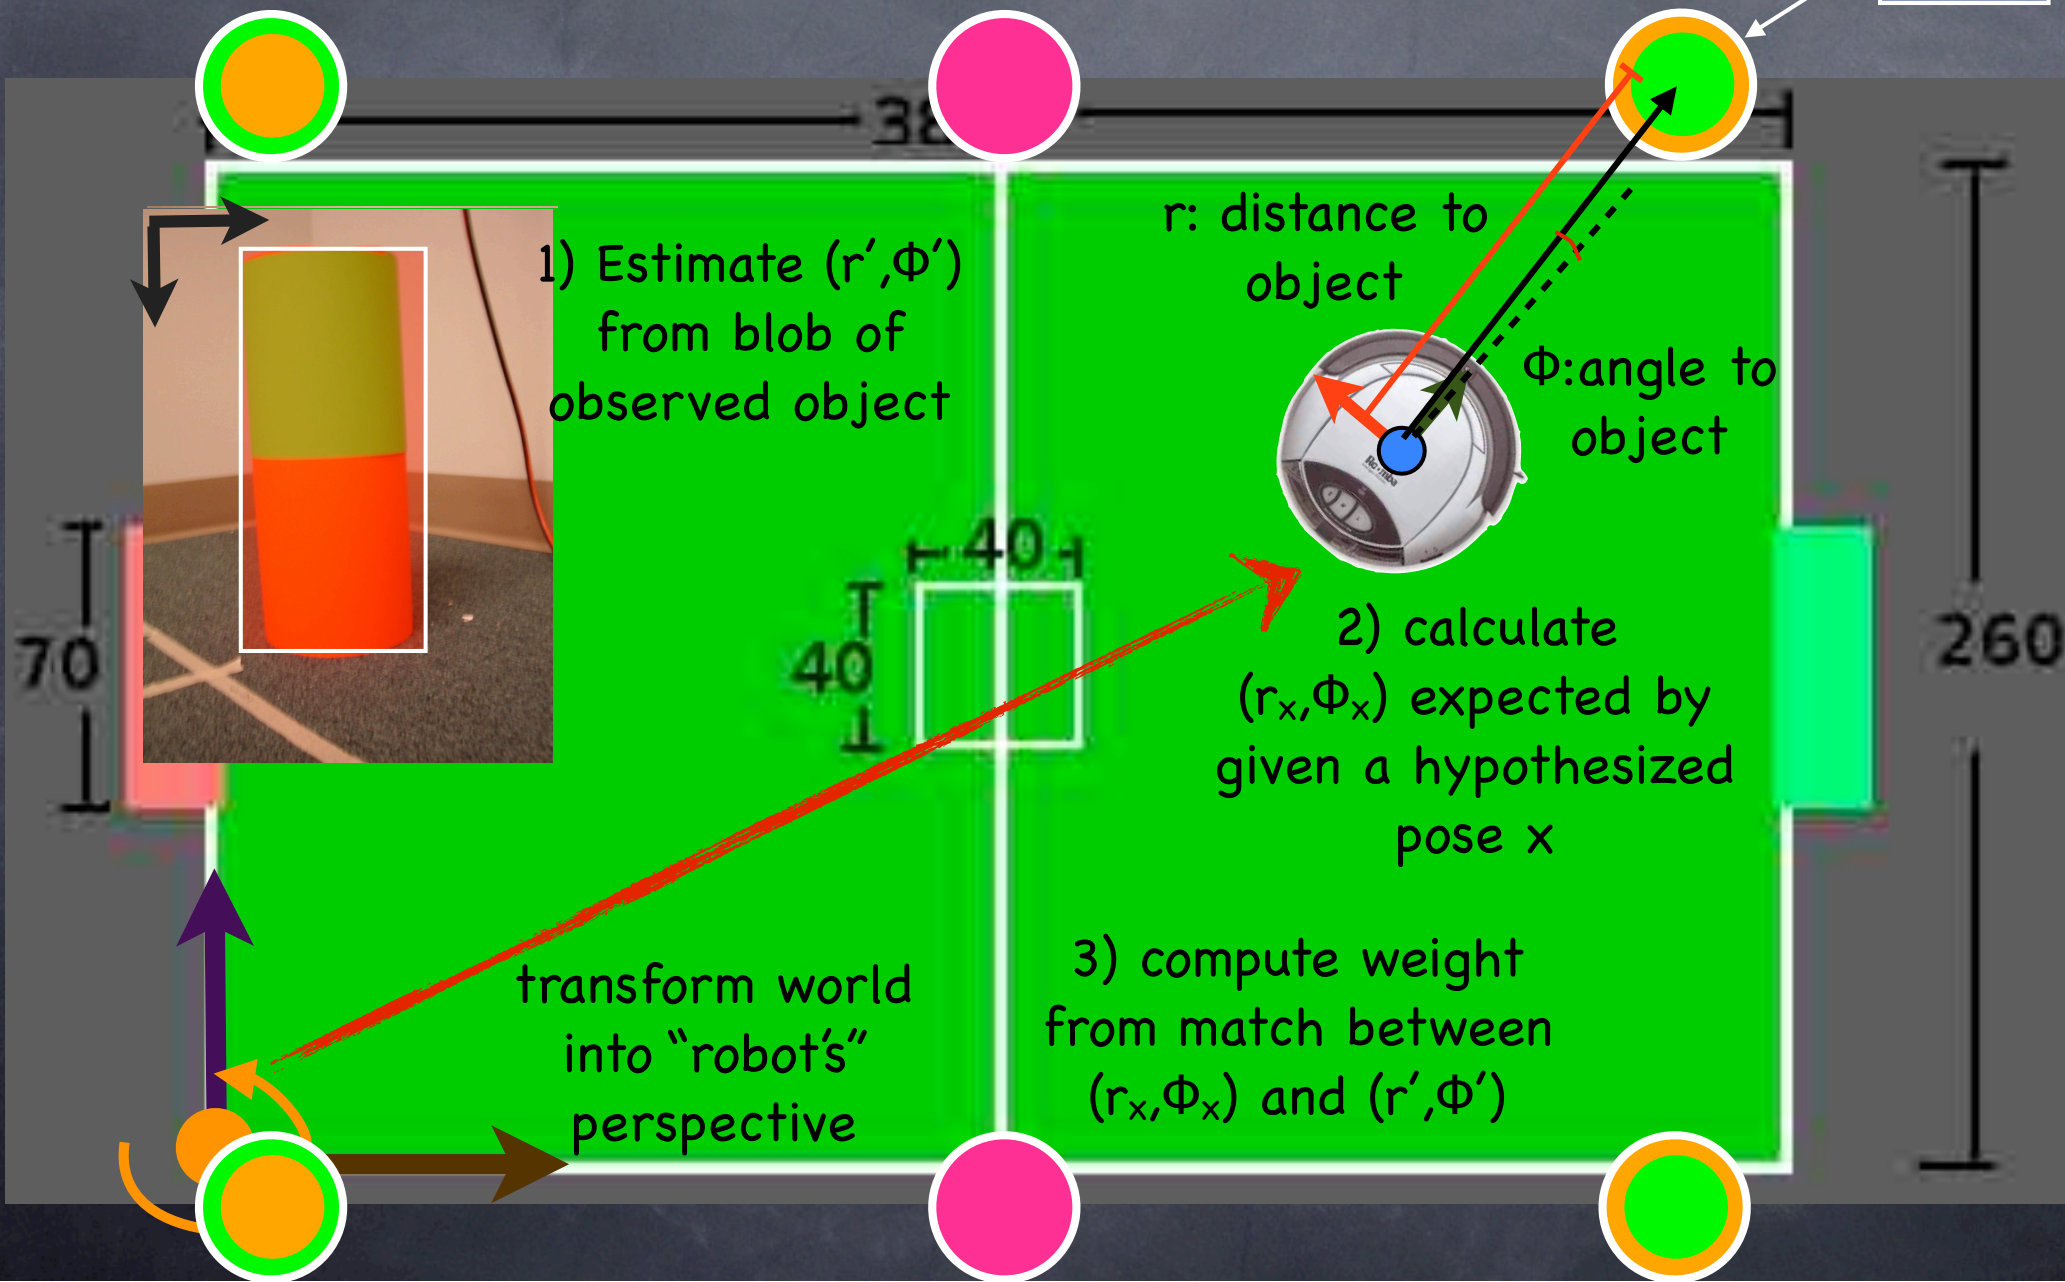 38
r: distance to
object
1) Estimate (r′,Φ′)
from blob of
observed object
Φ:angle to
object
40
40
70
260
2) calculate
(rₓ,Φₓ) expected by
given a hypothesized
pose x
3) compute weight
from match between
(rₓ,Φₓ) and (r′,Φ′)
transform world
into “robot’s”
perspective